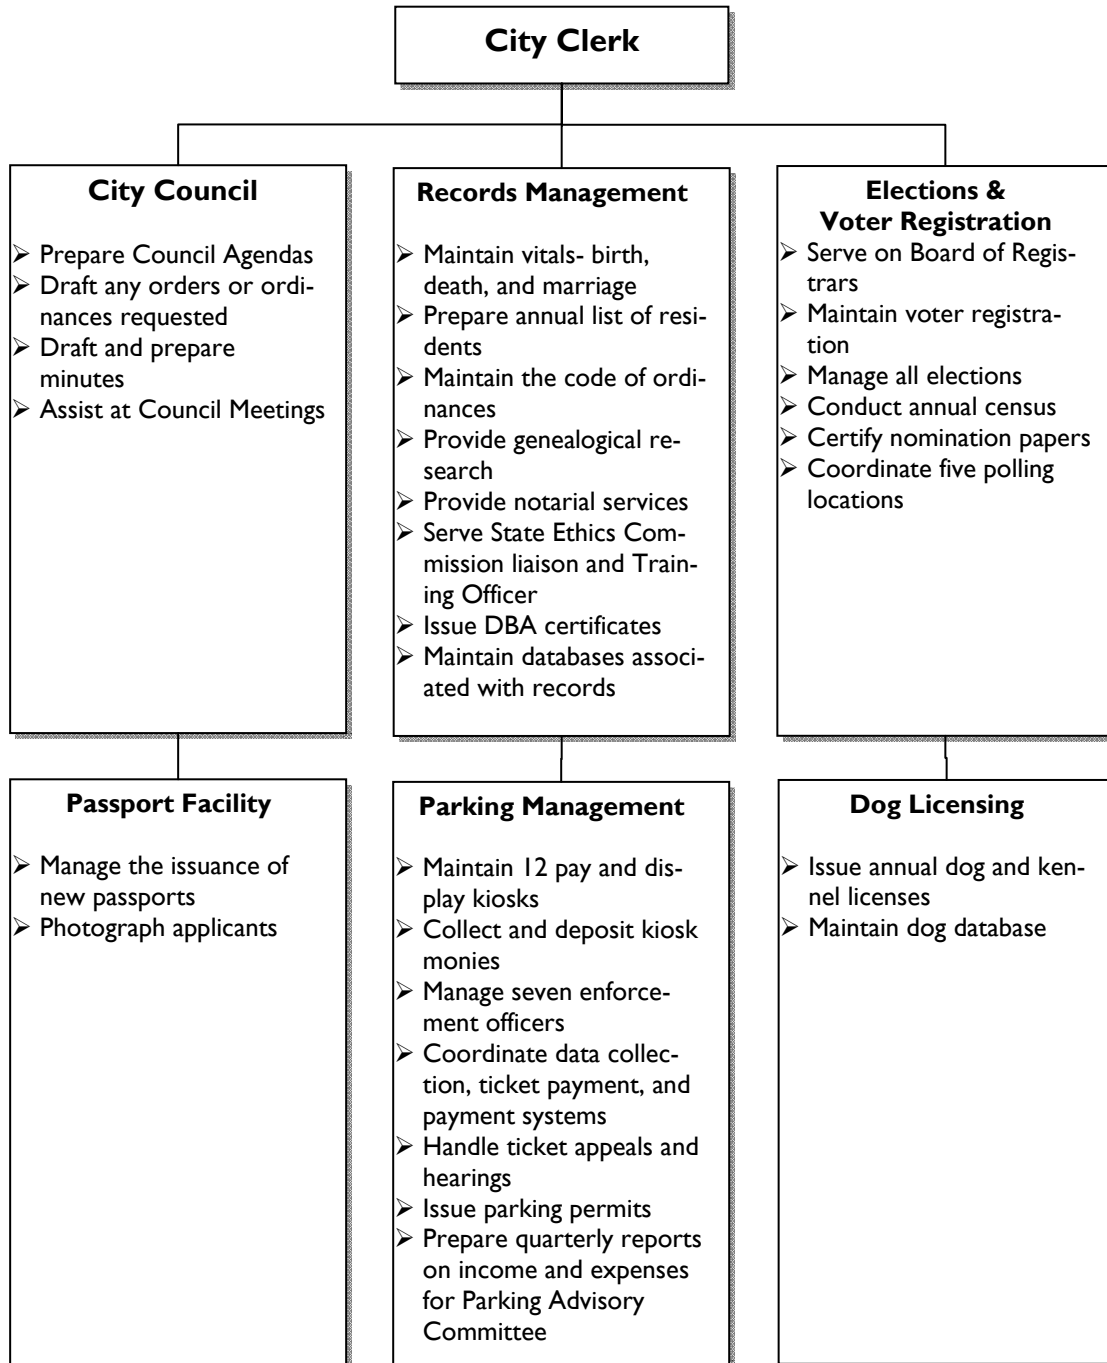 City Clerk
City Council
➢ Prepare Council Agendas
➢ Draft any orders or ordi-
nances requested
➢ Draft and prepare
minutes
➢ Assist at Council Meetings
Records Management
➢ Maintain vitals- birth,
death, and marriage
➢ Prepare annual list of resi-
dents
➢ Maintain the code of ordi-
nances
➢ Provide genealogical re-
search
➢ Provide notarial services
➢ Serve State Ethics Com-
mission liaison and Train-
ing Officer
➢ Issue DBA certificates
➢ Maintain databases associ-
ated with records
Elections &
Voter Registration
➢ Serve on Board of Regis-
trars
➢ Maintain voter registra-
tion
➢ Manage all elections
➢ Conduct annual census
➢ Certify nomination papers
➢ Coordinate five polling
locations
Passport Facility
➢ Manage the issuance of
new passports
➢ Photograph applicants
Parking Management
➢ Maintain 12 pay and dis-
play kiosks
➢ Collect and deposit kiosk
monies
➢ Manage seven enforce-
ment officers
➢ Coordinate data collec-
tion, ticket payment, and
payment systems
➢ Handle ticket appeals and
hearings
➢ Issue parking permits
➢ Prepare quarterly reports
on income and expenses
for Parking Advisory
Committee
Dog Licensing
➢ Issue annual dog and ken-
nel licenses
➢ Maintain dog database